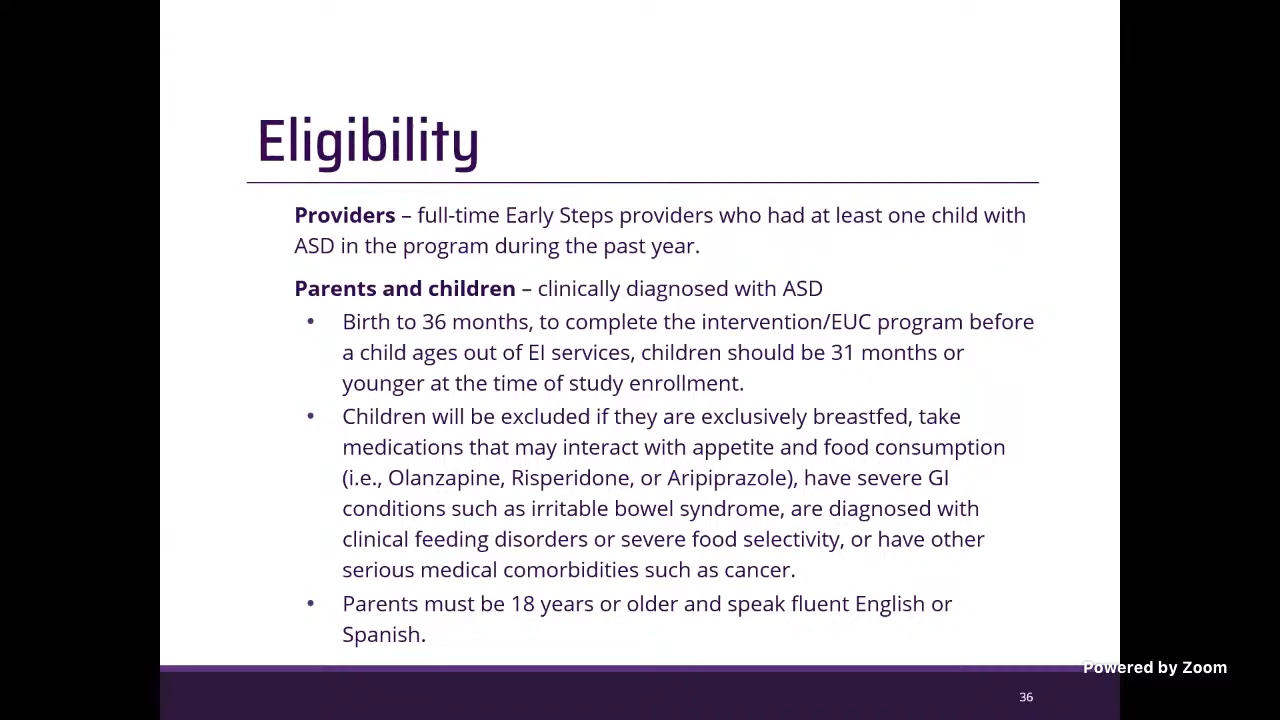 Eligibility
Providers – full-time Early Steps providers who had at least one child with
ASD in the program during the past year.
Parents and children – clinically diagnosed with ASD
• Birth to 36 months, to complete the intervention/EUC program before
a child ages out of EI services, children should be 31 months or
younger at the time of study enrollment.
• Children will be excluded if they are exclusively breastfed, take
medications that may interact with appetite and food consumption
(i.e., Olanzapine, Risperidone, or Aripiprazole), have severe GI
conditions such as irritable bowel syndrome, are diagnosed with
clinical feeding disorders or severe food selectivity, or have other
serious medical comorbidities such as cancer.
• Parents must be 18 years or older and speak fluent English or
Spanish.
Powered by Zoom
36